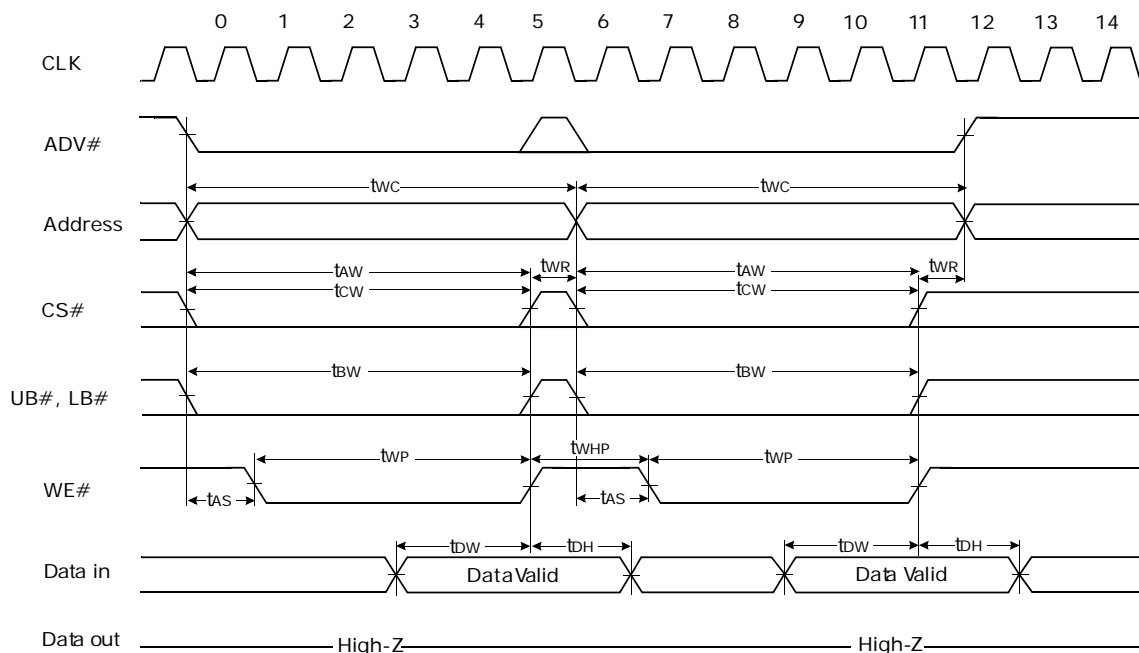 0 1 2 3 4 5 6 7 8 9 10 11 12 13 14
CLK
ADV#
tWC tWC
Address
tAW tWR tAW tWR
tCW tCW
CS#
tBW tBW
UB#, LB#
tWP tWHP tWP
WE#
tAS tAS
tDW tDH tDW tDH
Data in Data Valid Data Valid
Data out High-Z High-Z